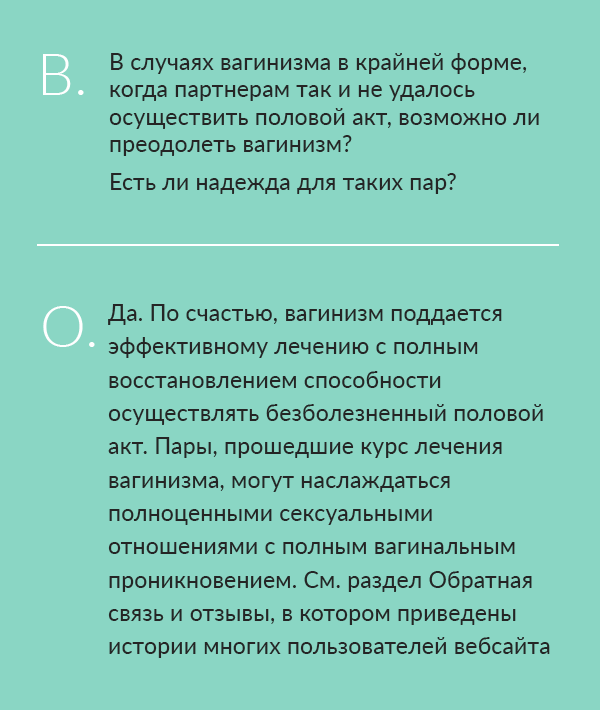 В. В случаях вагинизма в крайней форме,
когда партнерам так и не удалось
осуществить половой акт, возможно ли
преодолеть вагинизм?
Есть ли надежда для таких пар?
О. Да. По счастью, вагинизм поддается
эффективному лечению с полным
восстановлением способности
осуществлять безболезненный половой
акт. Пары, прошедшие курс лечения
вагинизма, могут наслаждаться
полноценными сексуальными
отношениями с полным вагинальным
проникновением. См. раздел Обратная
связь и отзывы, в котором приведены
истории многих пользователей вебсайта